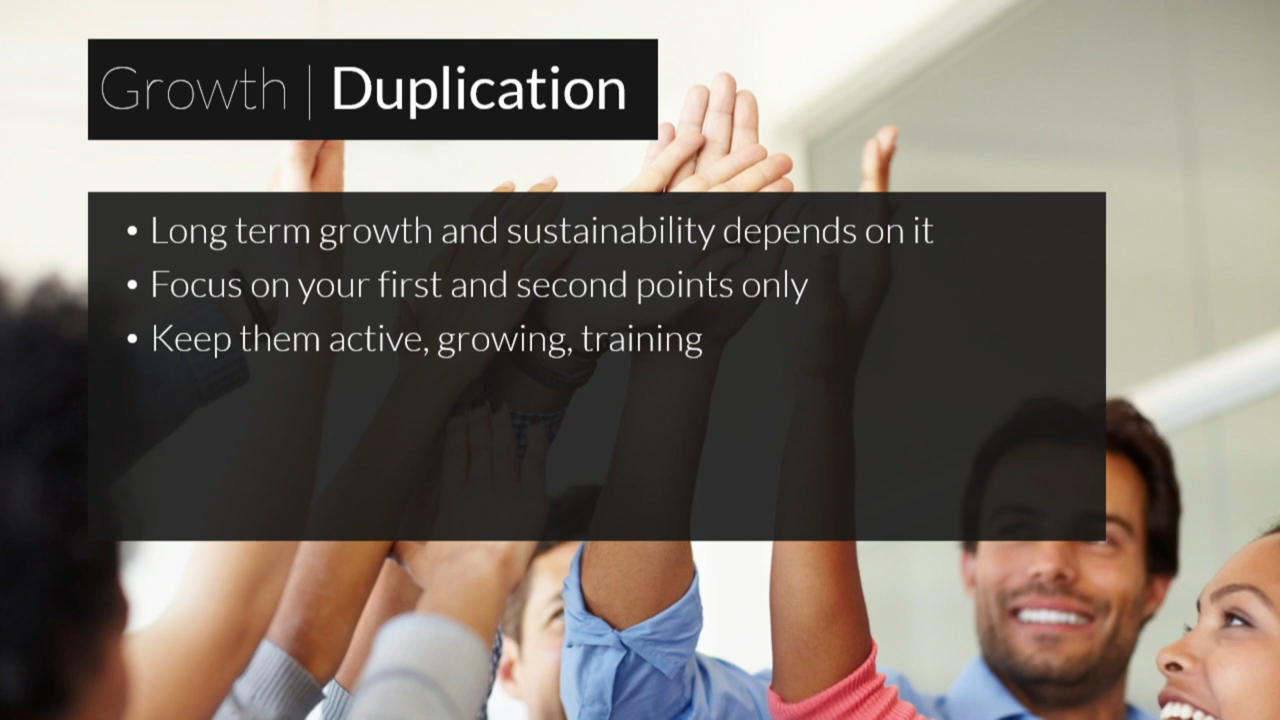 Growth | Duplication
• Long term growth and sustainability depends on it
• Focus on your first and second points only
• Keep them active, growing, training